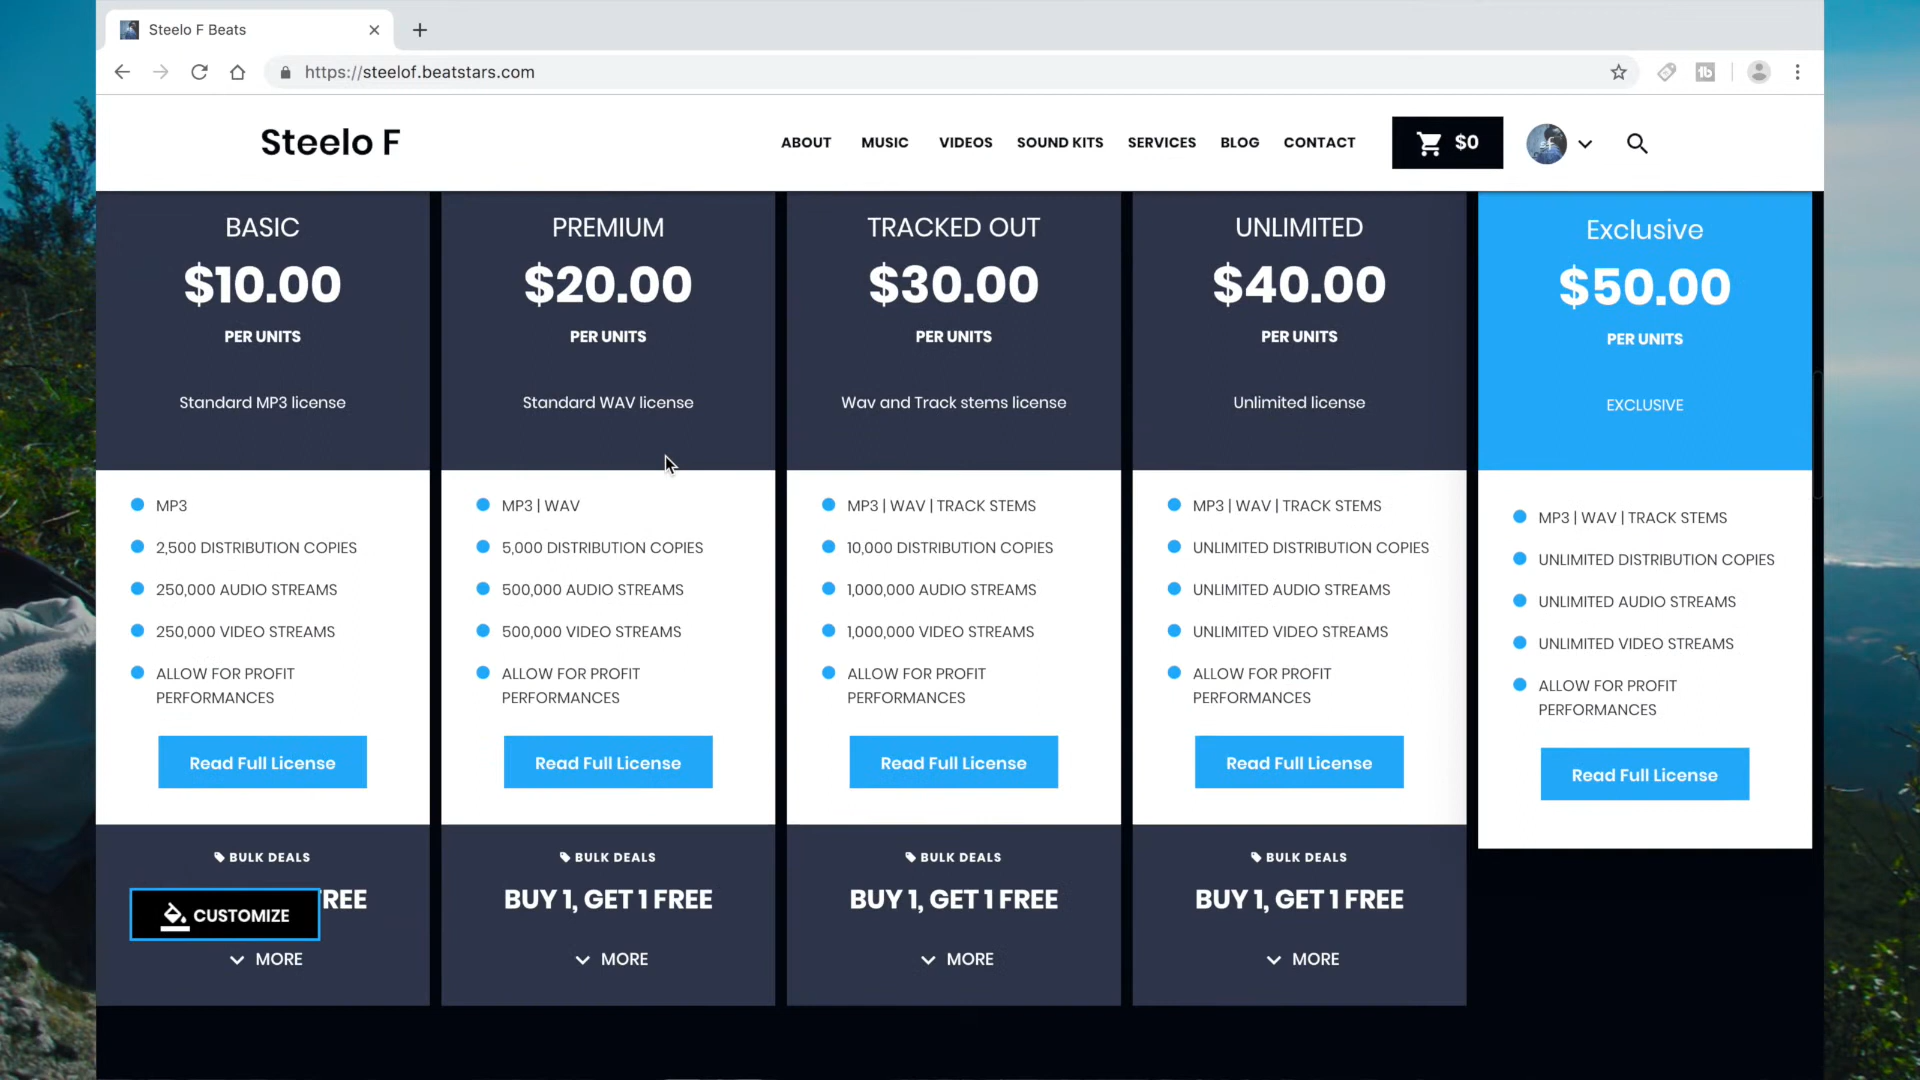 Steelo F Beats
https://steelof.beatstars.com
Steelo F
ABOUT MUSIC VIDEOS SOUND KITS SERVICES BLOG CONTACT $0
BASIC
$10.00
PER UNITS
Standard MP3 license
MP3
2,500 DISTRIBUTION COPIES
250,000 AUDIO STREAMS
250,000 VIDEO STREAMS
ALLOW FOR PROFIT
PERFORMANCES
Read Full License
BULK DEALS
FREE
CUSTOMIZE
MORE
PREMIUM
$20.00
PER UNITS
Standard WAV license
MP3 | WAV
5,000 DISTRIBUTION COPIES
500,000 AUDIO STREAMS
500,000 VIDEO STREAMS
ALLOW FOR PROFIT
PERFORMANCES
Read Full License
BULK DEALS
BUY 1, GET 1 FREE
MORE
TRACKED OUT
$30.00
PER UNITS
Wav and Track stems license
MP3 | WAV | TRACK STEMS
10,000 DISTRIBUTION COPIES
1,000,000 AUDIO STREAMS
1,000,000 VIDEO STREAMS
ALLOW FOR PROFIT
PERFORMANCES
Read Full License
BULK DEALS
BUY 1, GET 1 FREE
MORE
UNLIMITED
$40.00
PER UNITS
Unlimited license
MP3 | WAV | TRACK STEMS
UNLIMITED DISTRIBUTION COPIES
UNLIMITED AUDIO STREAMS
UNLIMITED VIDEO STREAMS
ALLOW FOR PROFIT
PERFORMANCES
Read Full License
BULK DEALS
BUY 1, GET 1 FREE
MORE
Exclusive
$50.00
PER UNITS
EXCLUSIVE
MP3 | WAV | TRACK STEMS
UNLIMITED DISTRIBUTION COPIES
UNLIMITED AUDIO STREAMS
UNLIMITED VIDEO STREAMS
ALLOW FOR PROFIT
PERFORMANCES
Read Full License